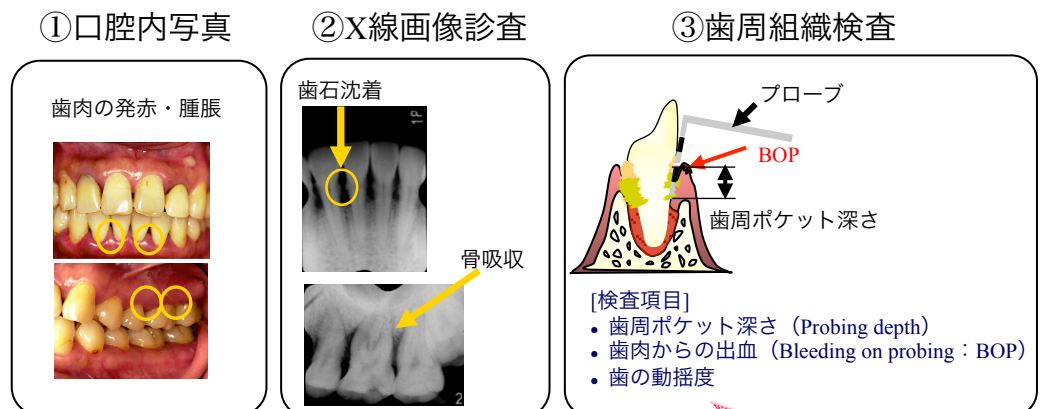 ①口腔内写真
②X線画像診査
③歯周組織検査
歯肉の発赤・腫脹
歯石沈着
1P
骨吸収
2
プローブ
BOP
歯周ポケット深さ
[検査項目]
• 歯周ポケット深さ(Probing depth)
• 歯肉からの出血(Bleeding on probing:BOP)
• 歯の動揺度